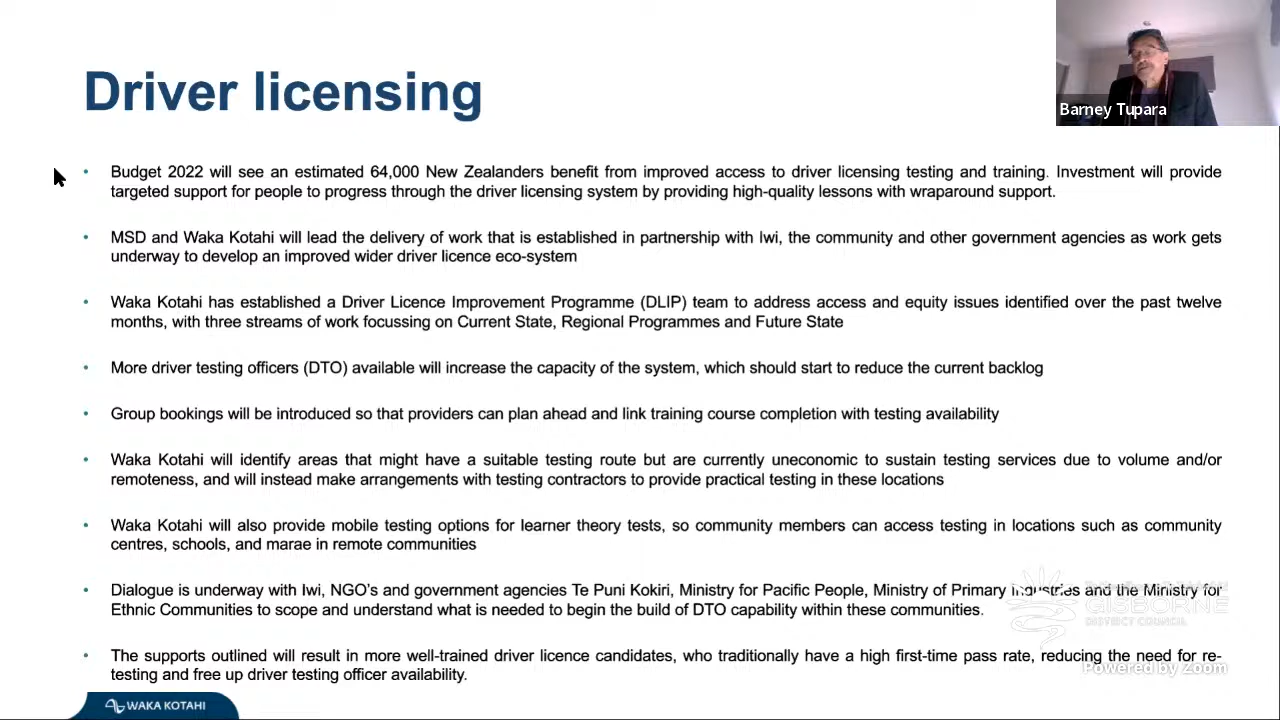 Driver licensing
Barney Tupara
• Budget 2022 will see an estimated 64,000 New Zealanders benefit from improved access to driver licensing testing and training. Investment will provide
targeted support for people to progress through the driver licensing system by providing high-quality lessons with wraparound support.
• MSD and Waka Kotahi will lead the delivery of work that is established in partnership with Iwi, the community and other government agencies as work gets
underway to develop an improved wider driver licence eco-system
• Waka Kotahi has established a Driver Licence Improvement Programme (DLIP) team to address access and equity issues identified over the past twelve
months, with three streams of work focussing on Current State, Regional Programmes and Future State
• More driver testing officers (DTO) available will increase the capacity of the system, which should start to reduce the current backlog
• Group bookings will be introduced so that providers can plan ahead and link training course completion with testing availability
• Waka Kotahi will identify areas that might have a suitable testing route but are currently uneconomic to sustain testing services due to volume and/or
remoteness, and will instead make arrangements with testing contractors to provide practical testing in these locations
• Waka Kotahi will also provide mobile testing options for learner theory tests, so community members can access testing in locations such as community
centres, schools, and marae in remote communities
• Dialogue is underway with Iwi, NGO's and government agencies Te Puni Kokiri, Ministry for Pacific People, Ministry of Primary Industries and the Ministry for
Ethnic Communities to scope and understand what is needed to begin the build of DTO capability within these communities.
GISBORNE
DISTRICT COUNCIL
• The supports outlined will result in more well-trained driver licence candidates, who traditionally have a high first-time pass rate, reducing the need for re-
testing and free up driver testing officer availability.
Powered by Zoom
WAKA KOTAHI